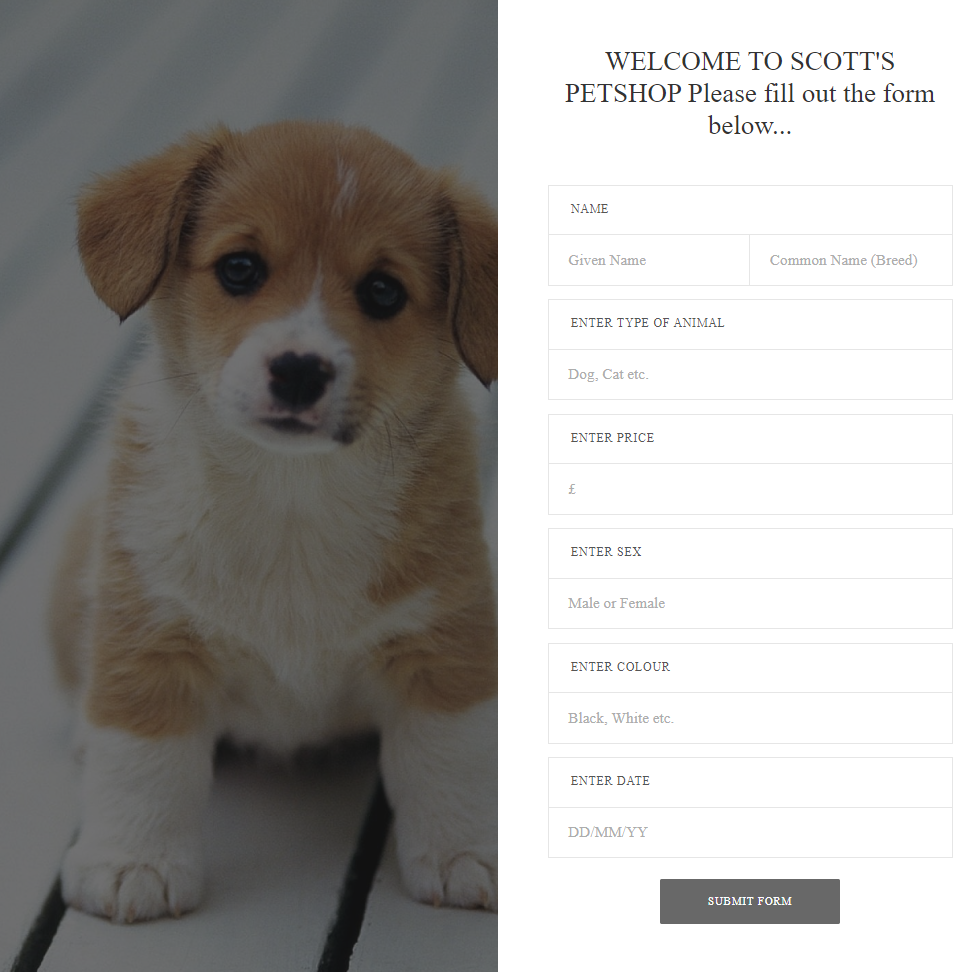 WELCOME TO SCOTT'S
PETSHOP Please fill out the form
below...
NAME
Given Name
Common Name (Breed)
ENTER TYPE OF ANIMAL
Dog, Cat etc.
ENTER PRICE
£
ENTER SEX
Male or Female
ENTER COLOUR
Black, White etc.
ENTER DATE
DD/MM/YY
SUBMIT FORM